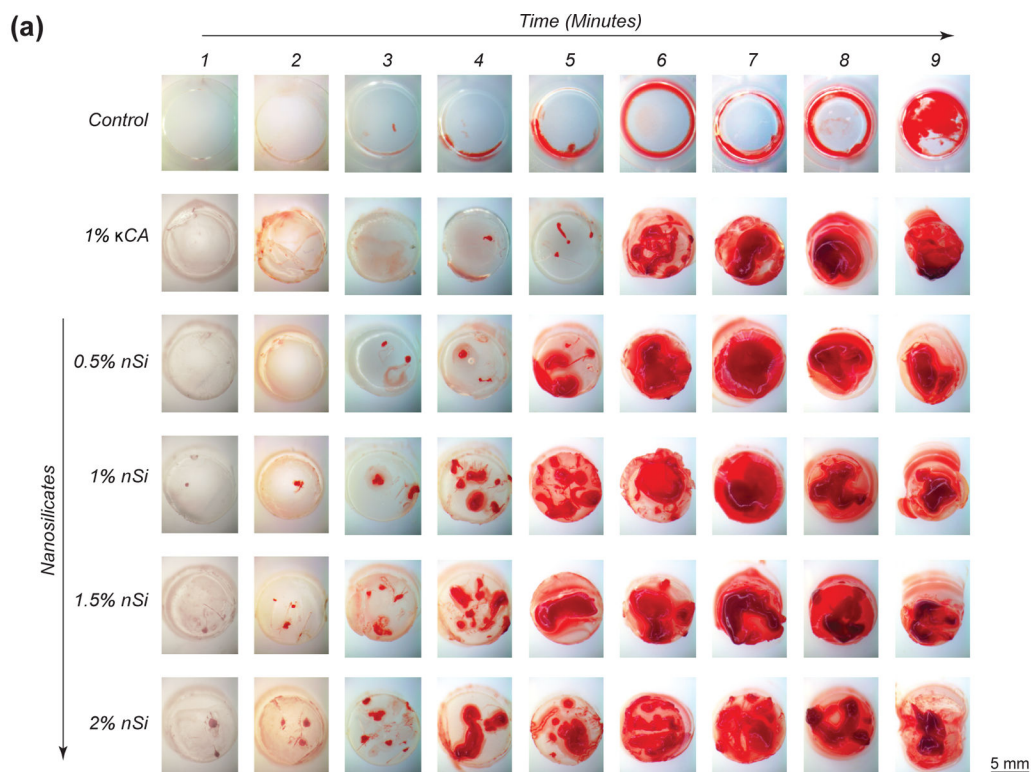 (a)
Time (Minutes)
1 2 3 4 5 6 7 8 9
Control
1% κCA
0.5% nSi
1% nSi
1.5% nSi
2% nSi
Nanosilicates
5 mm